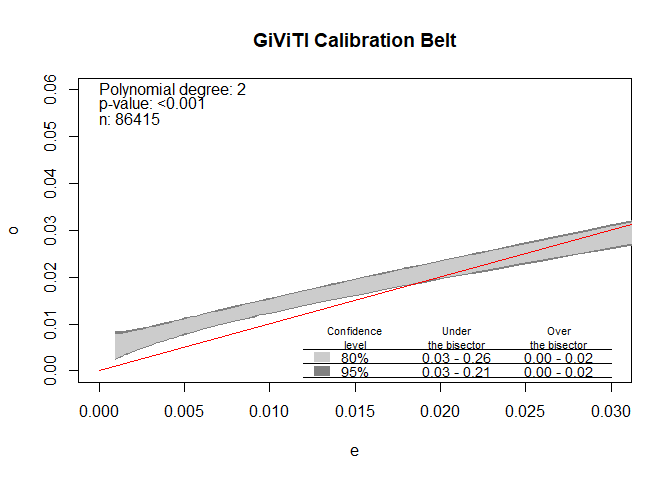 GiViTI Calibration Belt
Polynomial degree: 2
p-value: <0.001
n: 86415
0.06
0.05
0.04
0.03
0.02
0.01
0.00
o
Confidence level Under the bisector Over the bisector
80% 0.03 - 0.26 0.00 - 0.02
95% 0.03 - 0.21 0.00 - 0.02
0.000 0.005 0.010 0.015 0.020 0.025 0.030
e